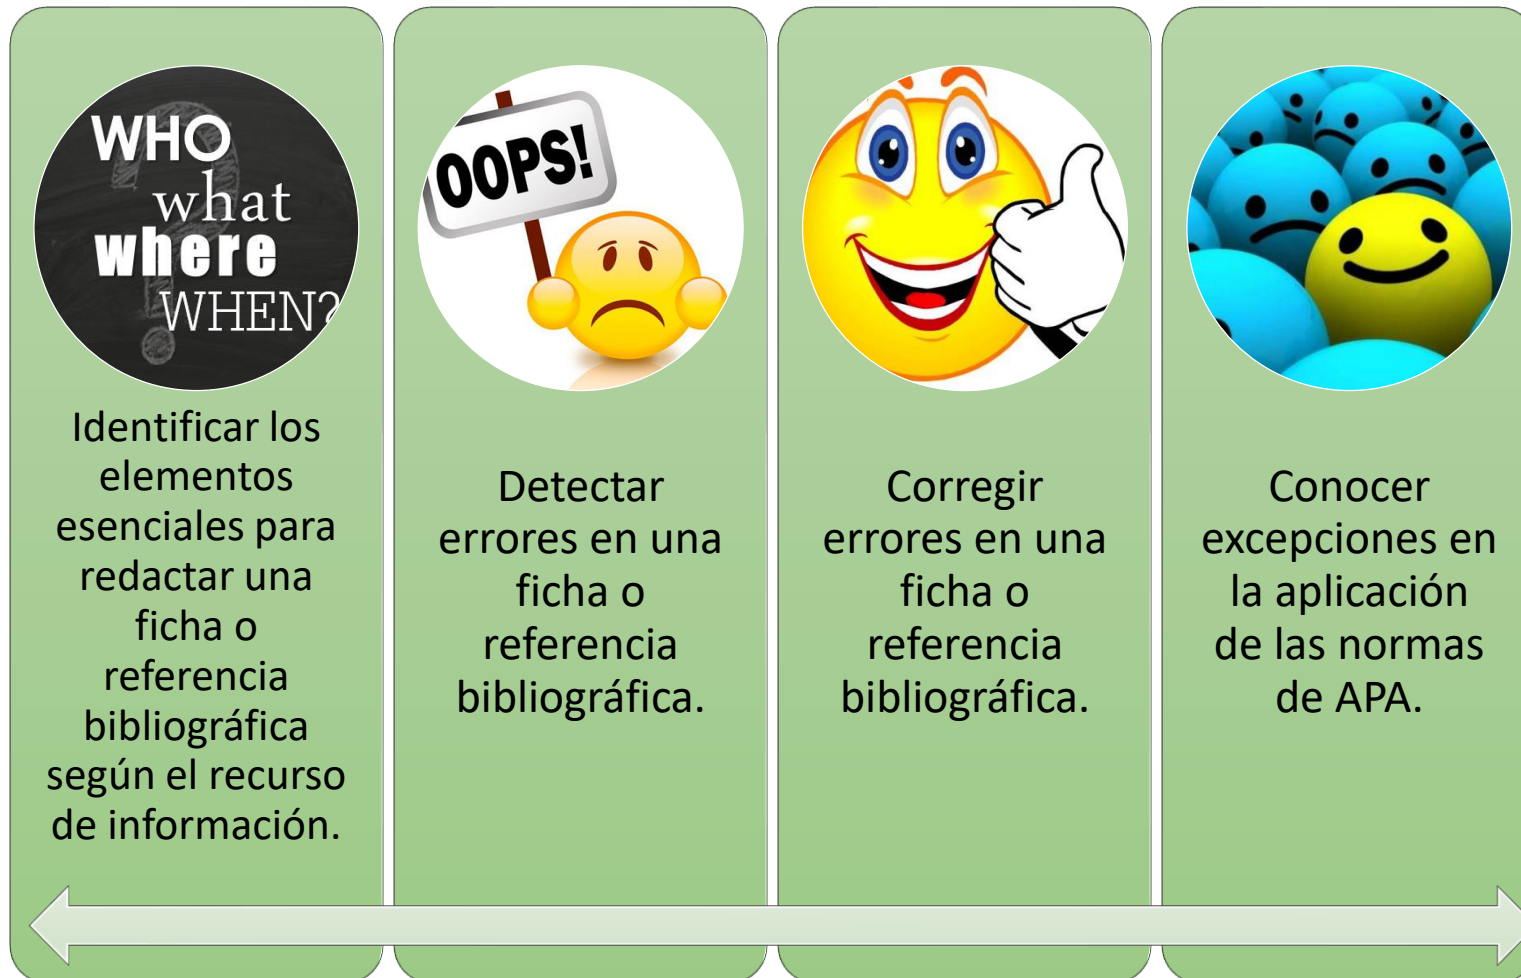 WHO
what
where
WHEN?
Identificar los
elementos
esenciales para
redactar una
ficha o
referencia
bibliográfica
según el recurso
de información.
OOPS!
Detectar
errores en una
ficha o
referencia
bibliográfica.
Corregir
errores en una
ficha o
referencia
bibliográfica.
Conocer
excepciones en
la aplicación
de las normas
de APA.